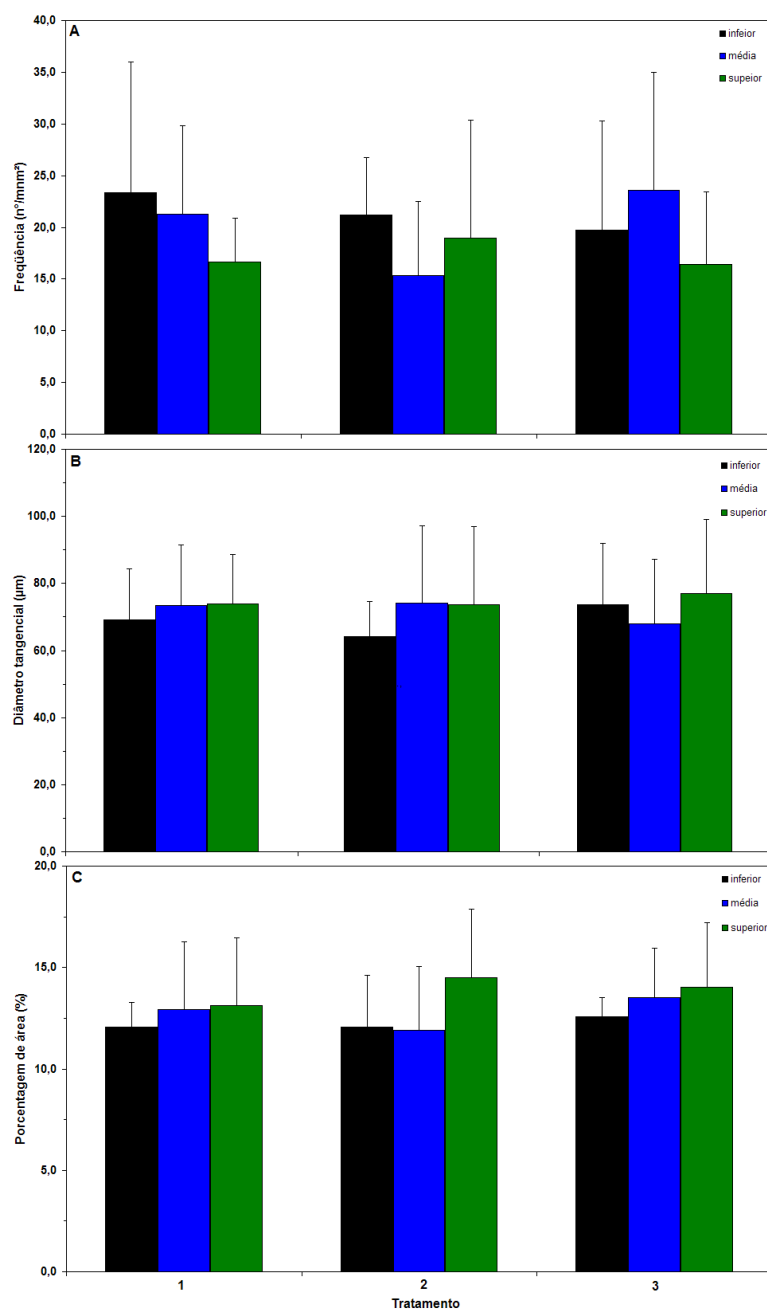 40,0
35,0
30,0
25,0
20,0
15,0
10,0
5,0
0,0
Freqüência (n°/mnm²)
A
infeior
média
supeior
120,0
100,0
80,0
60,0
40,0
20,0
0,0
Diâmetro tangencial (µm)
B
inferior
média
superior
20,0
15,0
10,0
5,0
0,0
Porcentagem de área (%)
C
inferior
média
superior
1
2
3
Tratamento